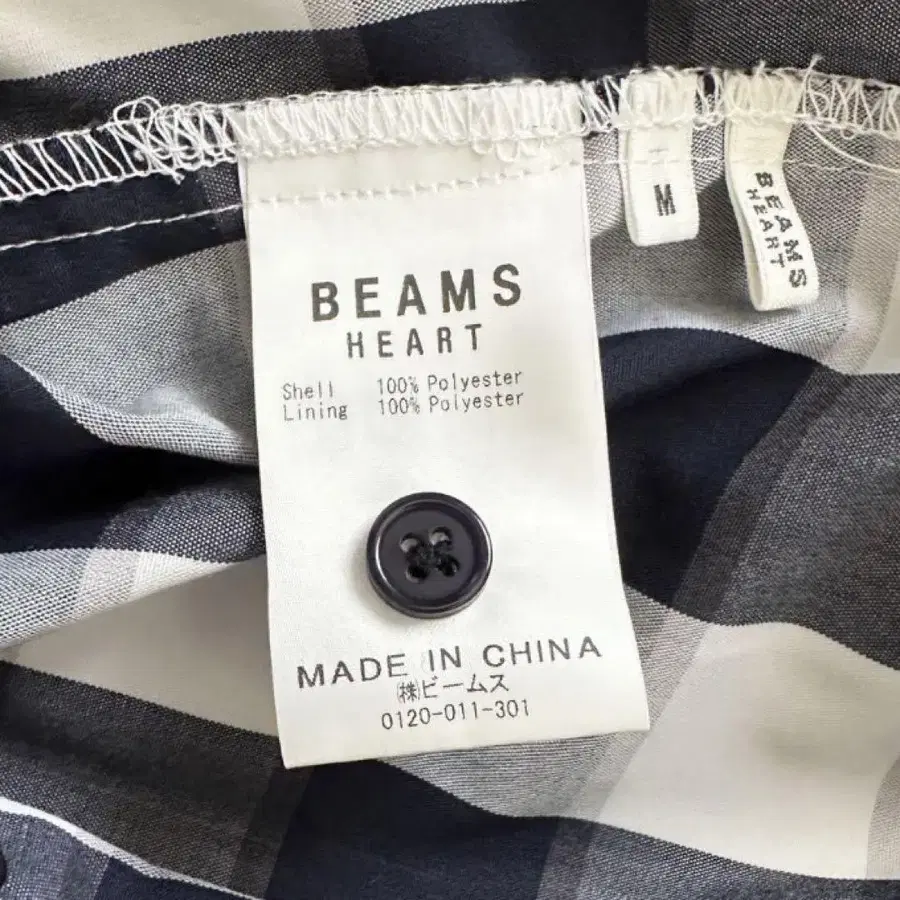 BEAMS
HEART
Shell 100% Polyester
Lining 100% Polyester
MADE IN CHINA
㈱ビームス
0120-011-301
M
BEAMS
HEART